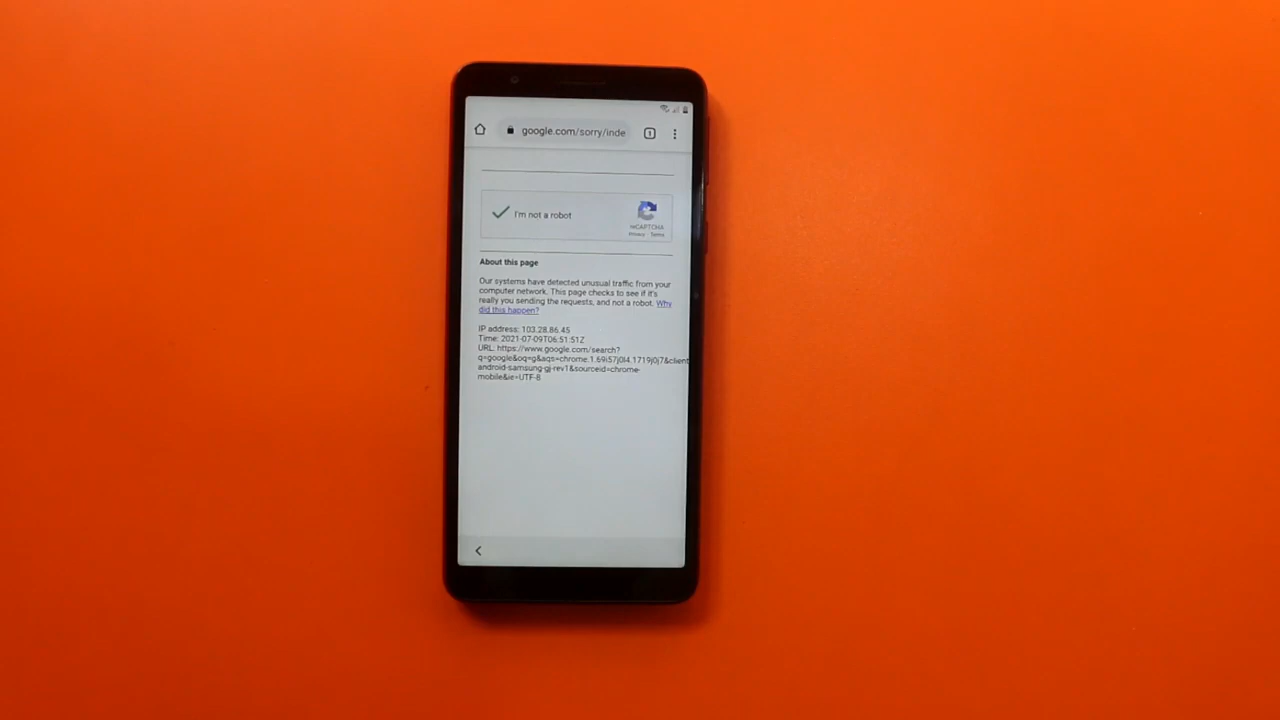 google.com/sorry/inde
1
I'm not a robot
reCAPTCHA
Privacy - Terms
About this page
Our systems have detected unusual traffic from your
computer network. This page checks to see if it's
really you sending the requests, and not a robot. Why
did this happen?
IP address: 103.28.86.45
Time: 2021-07-09T06:51:51Z
URL: https://www.google.com/search?
q=google&oq=g&aqs=chrome.1.69i57j0l4.1719j0j7&client
android-samsung-gj-rev1&sourceid=chrome-
mobile&ie=UTF-8